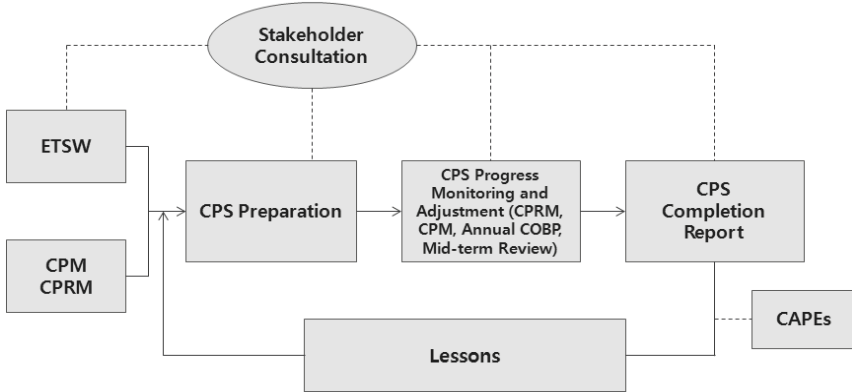 Stakeholder
Consultation
ETSW
CPS Preparation
CPS Progress
Monitoring and
Adjustment (CPRM,
CPM, Annual COBP,
Mid-term Review)
CPS
Completion
Report
CPM
CPRM
CAPEs
Lessons